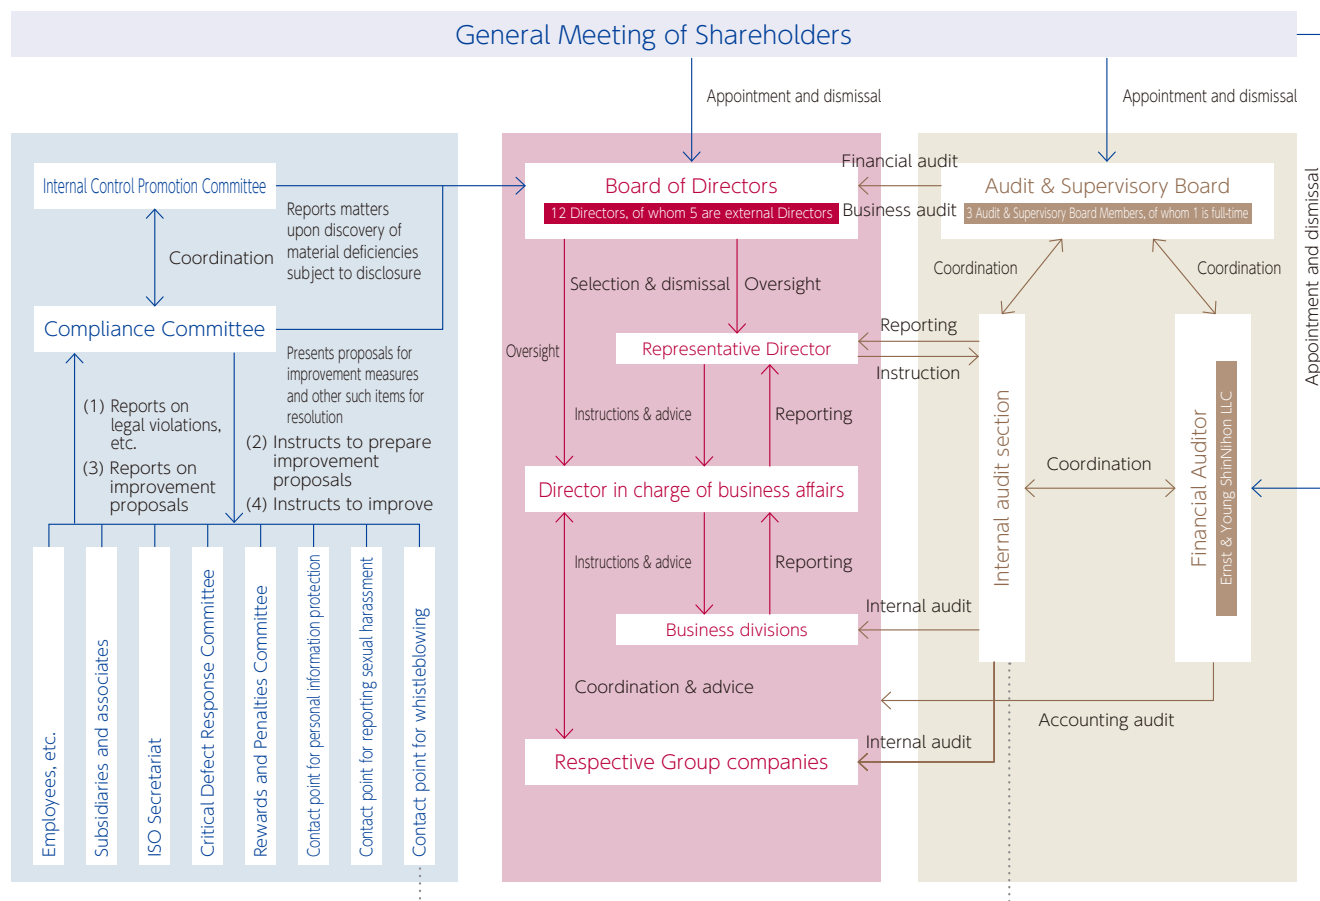 General Meeting of Shareholders
Appointment and dismissal
Appointment and dismissal
Appointment and dismissal
Internal Control Promotion Committee
Reports matters
upon discovery of
material deficiencies
subject to disclosure
Coordination
Compliance Committee
Presents proposals for
improvement measures
and other such items for
resolution
(1) Reports on
legal violations,
etc.
(3) Reports on
improvement
proposals
(2) Instructs to prepare
improvement
proposals
(4) Instructs to improve
Employees, etc.
Subsidiaries and associates
ISO Secretariat
Critical Defect Response Committee
Rewards and Penalties Committee
Contact point for personal information protection
Contact point for reporting sexual harassment
Contact point for whistleblowing
Board of Directors
12 Directors, of whom 5 are external Directors
Financial audit
Business audit
Selection & dismissal
Oversight
Oversight
Representative Director
Reporting
Instruction
Instructions & advice
Reporting
Director in charge of business affairs
Instructions & advice
Reporting
Business divisions
Internal audit
Coordination & advice
Internal audit
Respective Group companies
Audit & Supervisory Board
3 Audit & Supervisory Board Members, of whom 1 is full-time
Coordination
Coordination
Internal audit section
Coordination
Financial Auditor
Ernst & Young ShinNihon LLC
Accounting audit